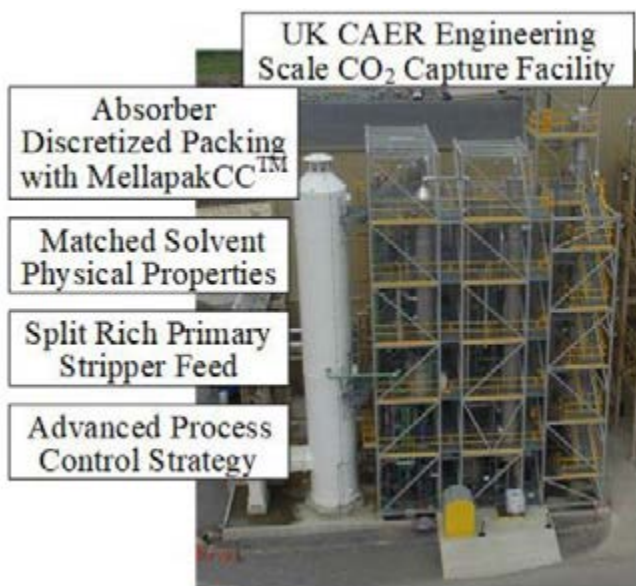 UK CAER Engineering
Scale CO₂ Capture Facility
Absorber
Discretized Packing
with MellapakCC™
Matched Solvent
Physical Properties
Split Rich Primary
Stripper Feed
Advanced Process
Control Strategy